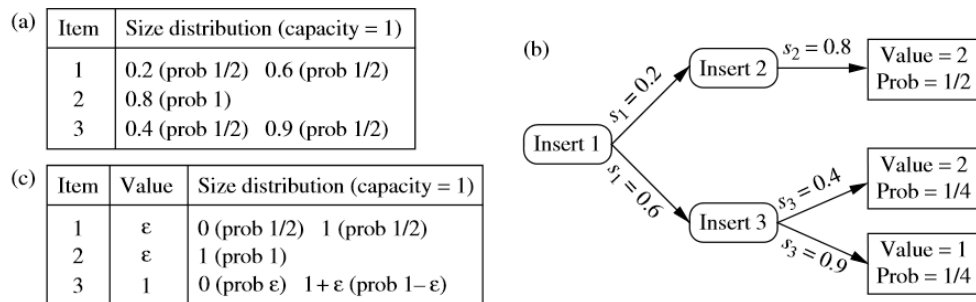 (a)
Item Size distribution (capacity = 1)
1 0.2 (prob 1/2) 0.6 (prob 1/2)
2 0.8 (prob 1)
3 0.4 (prob 1/2) 0.9 (prob 1/2)
(c)
Item Value Size distribution (capacity = 1)
1 ε 0 (prob 1/2) 1 (prob 1/2)
2 ε 1 (prob 1)
3 1 0 (prob ε) 1+ε (prob 1−ε)
(b)
Insert 1
s₁ = 0.2
Insert 2
s₂ = 0.8
Value = 2
Prob = 1/2
s₁ = 0.6
Insert 3
s₃ = 0.4
Value = 2
Prob = 1/4
s₃ = 0.9
Value = 1
Prob = 1/4